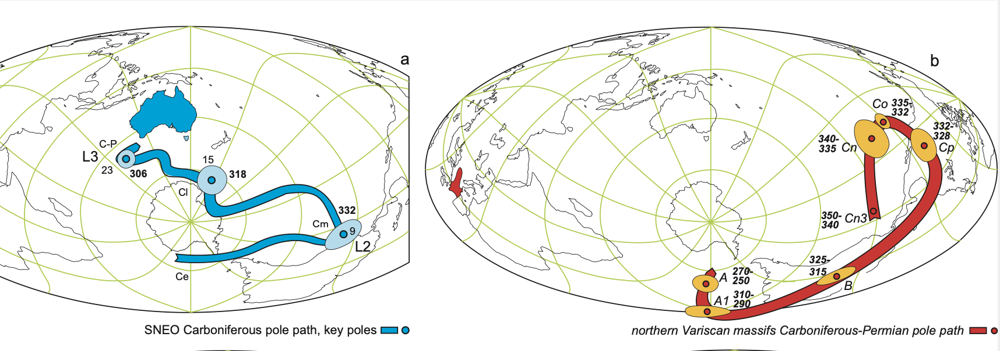 a
C-P
L3
23
306
15
318
Cl
332
Cm
9
L2
Ce
SNEO Carboniferous pole path, key poles
b
Co 335-
332
332-
328
Cp
340-
335 Cn
350-
340 Cn3
325-
315
B
A 270-
250
A1 310-
290
northern Variscan massifs Carboniferous-Permian pole path